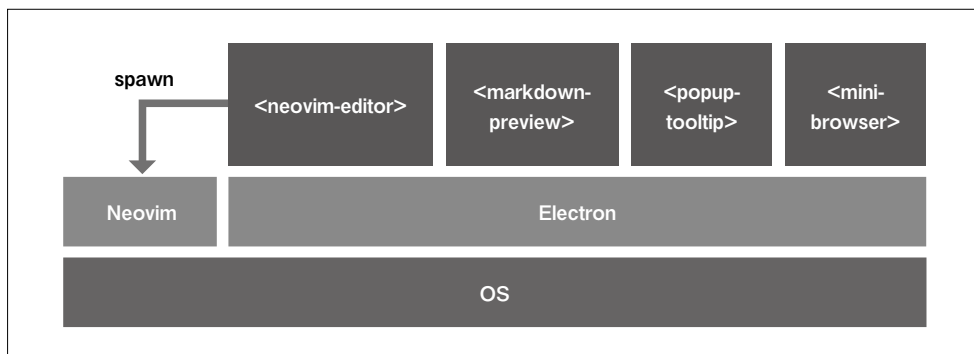 spawn
<neovim-editor>
<markdown-
preview>
<popup-
tooltip>
<mini-
browser>
Neovim
Electron
OS